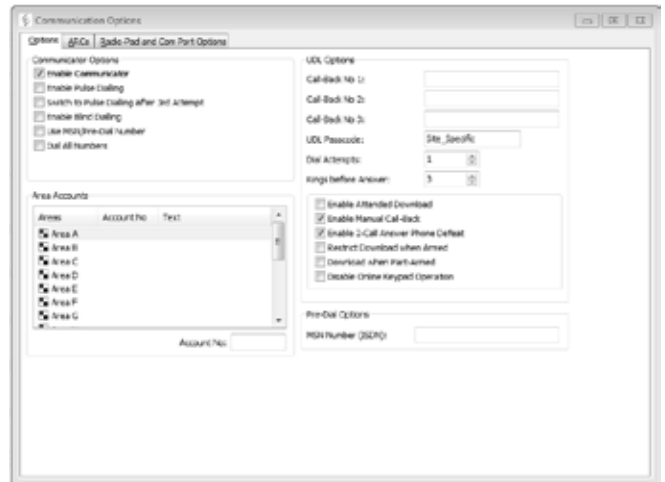 Communication Options
Options ARCs Radio-Pad and Com Port Options
Communicator Options
Enable Communicator
Enable Pulse Dialling
Switch to Pulse Dialling after 3rd Attempt
Enable Blind Dialling
Use MSN/Pre-Dial Number
Dial All Numbers
Area Accounts
Areas Account No Text
Area A
Area B
Area C
Area D
Area E
Area F
Area G
Account No:
UDL Options
Call-Back No 1:
Call-Back No 2:
Call-Back No 3:
UDL Passcode: Site_Specific
Dial Attempts: 1
Rings before Answer:
Enable Attended Download
Enable Manual Call-Back
Enable 2-Call Answer Phone Defeat
Restrict Download when Armed
Download when Part-Armed
Disable Online Keypad Operation
Pre-Dial Options
MSN Number (ISDN):